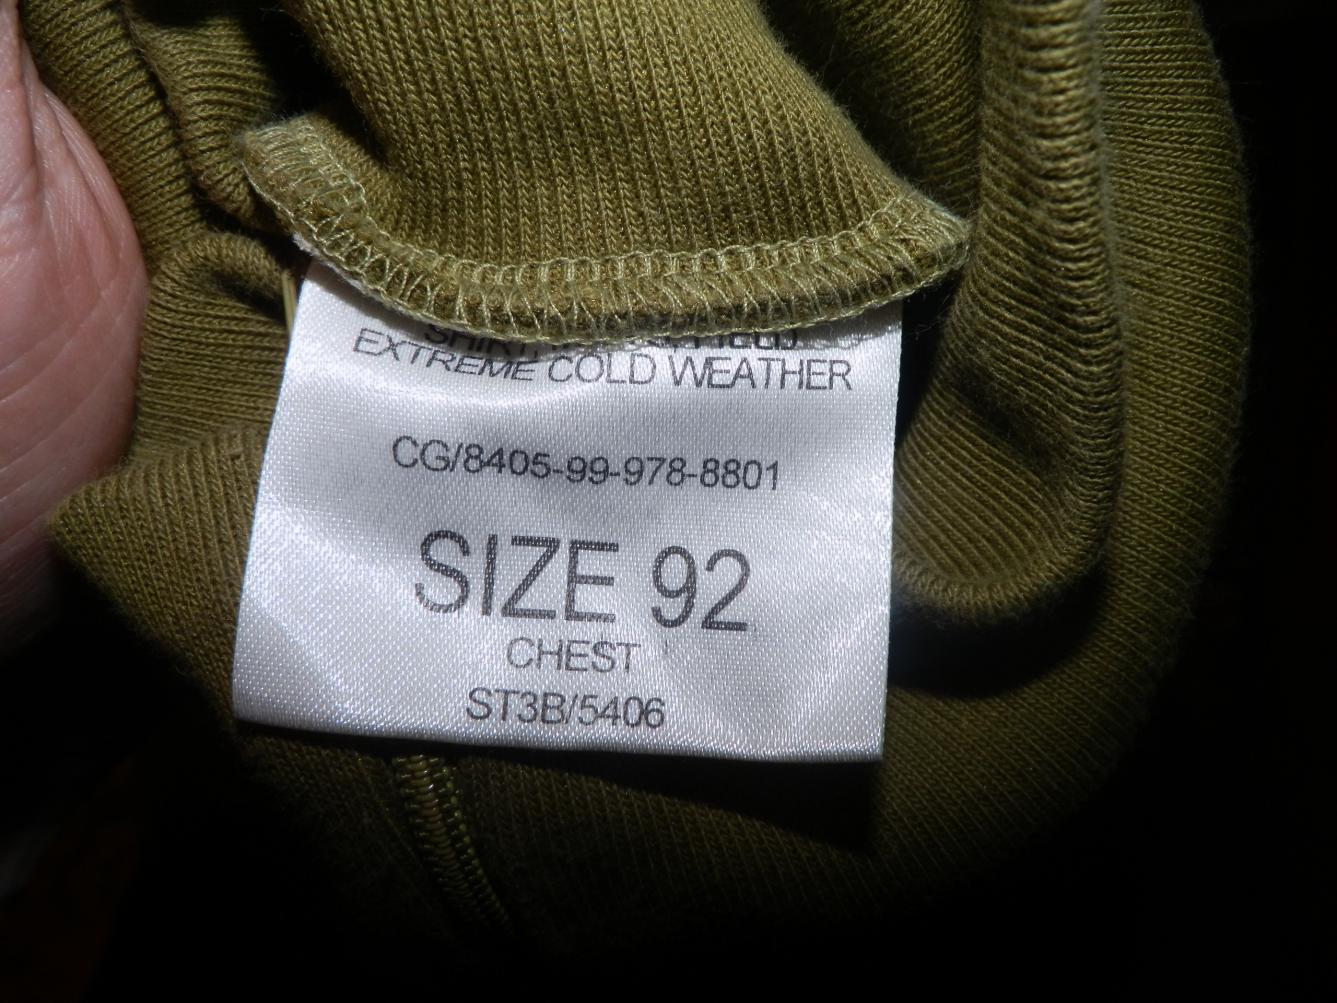 EXTREME COLD WEATHER
CG/8405-99-978-8801
SIZE 92
CHEST
ST3B/5406